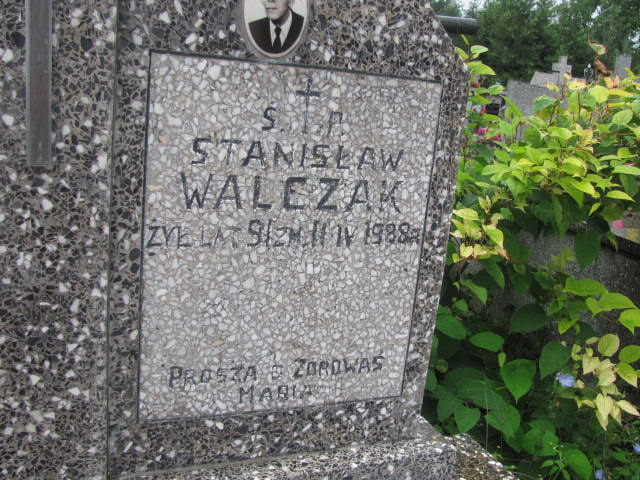 Ś. † P.
STANISŁAW
WALCZAK
ŻYŁ LAT 91 ZM. 11 IV 1988 R.
PROSZĄ O ZDROWAŚ
MARIA